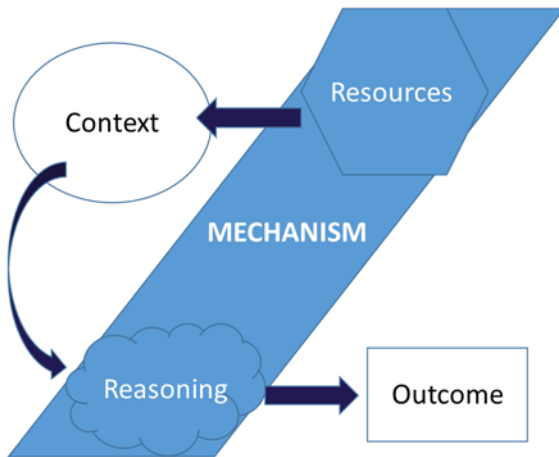 Resources
Context
MECHANISM
Reasoning
Outcome